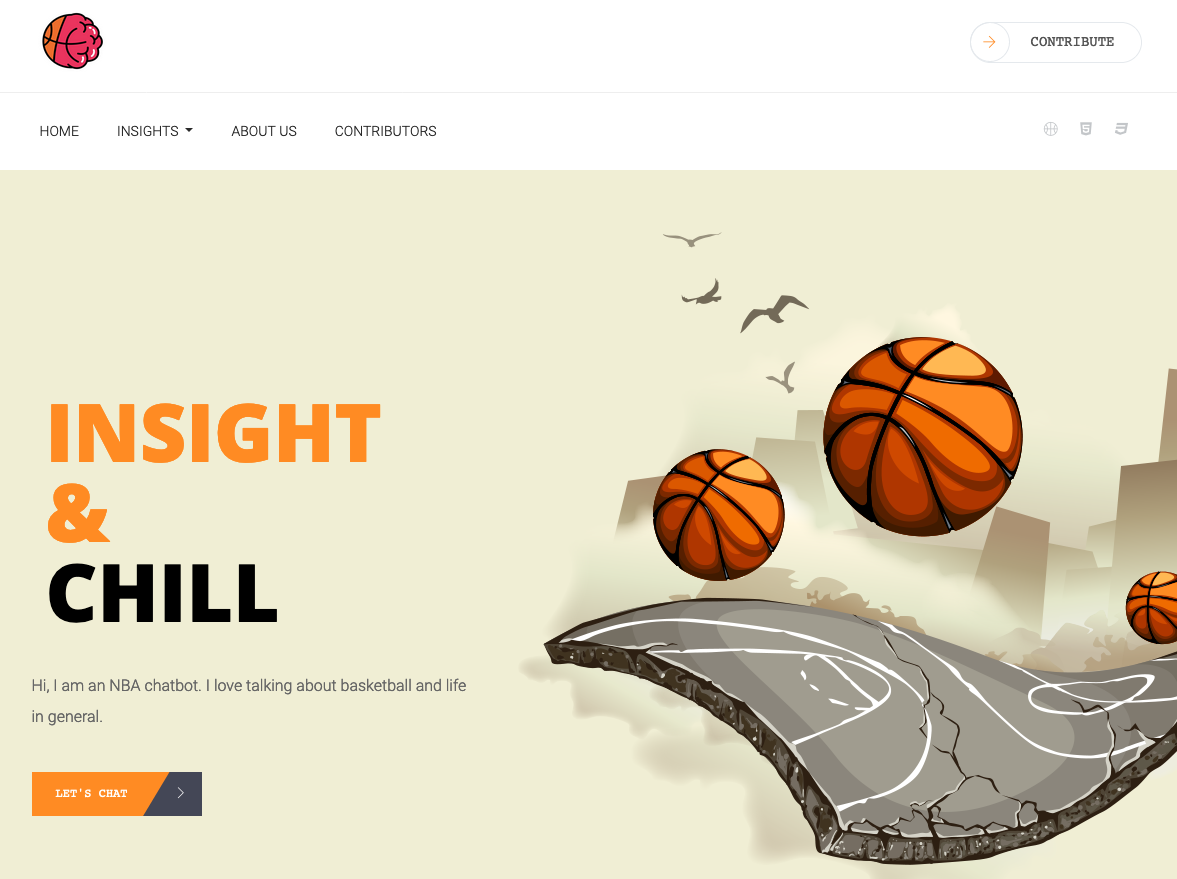 CONTRIBUTE
HOME INSIGHTS ABOUT US CONTRIBUTORS
INSIGHT
&
CHILL
Hi, I am an NBA chatbot. I love talking about basketball and life
in general.
LET'S CHAT